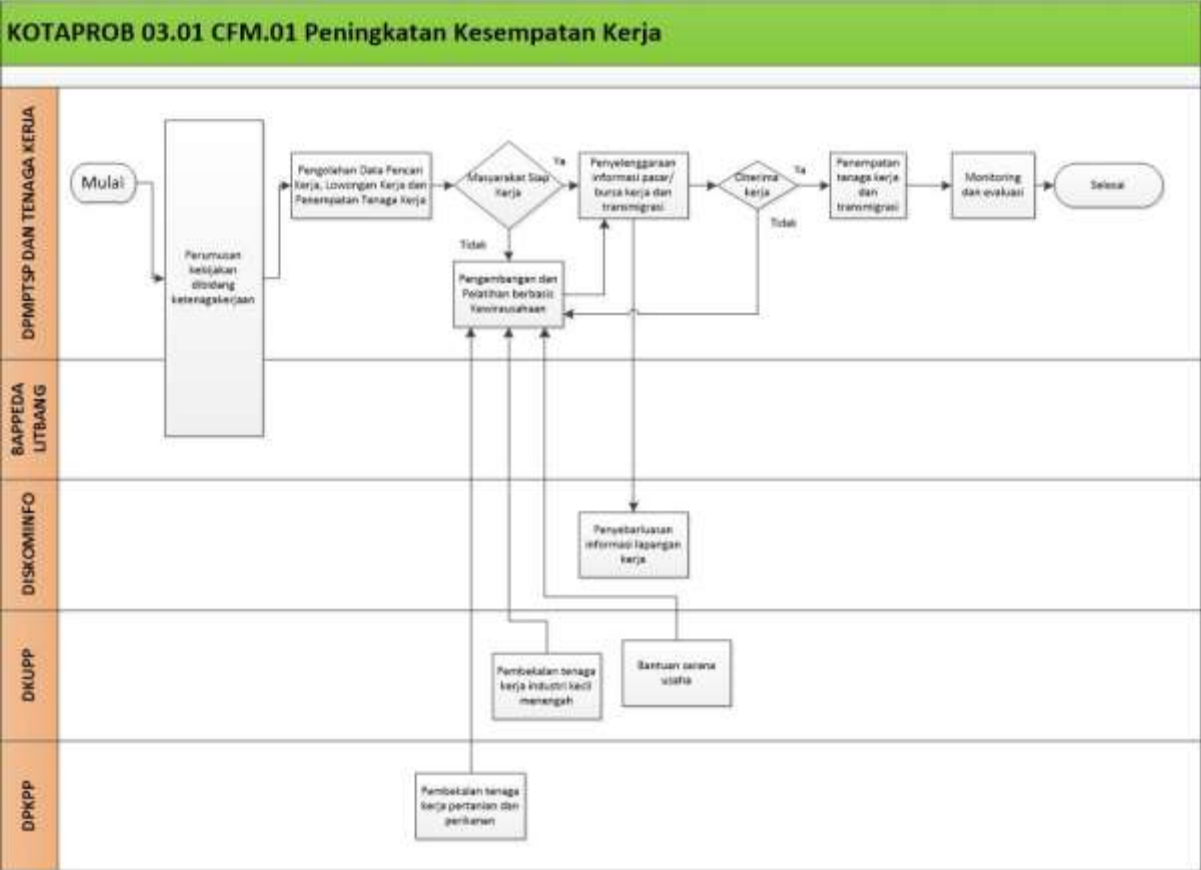 KOTAPROB 03.01 CFM.01 Peningkatan Kesempatan Kerja
DPMPTSP DAN TENAGA KERJA
Mulai
Perumusan
kebijakan
dibidang
ketenagakerjaan
Pengolahan Data Pencari
Kerja, Lowongan Kerja dan
Penempatan Tenaga Kerja
Masyarakat Siap
Kerja
Ya
Tidak
Penyelenggaraan
informasi pasar/
bursa kerja dan
transmigrasi
Diterima
kerja
Ya
Tidak
Penempatan
tenaga kerja
dan
transmigrasi
Monitoring
dan evaluasi
Selesai
Pengembangan dan
Pelatihan berbasis
Kewirausahaan
BAPPEDA
LITBANG
DISKOMINFO
Penyebarluasan
informasi lapangan
kerja
DKUPP
Pembekalan tenaga
kerja industri kecil
menengah
Bantuan sarana
usaha
DPKPP
Pembekalan tenaga
kerja pertanian dan
perikanan